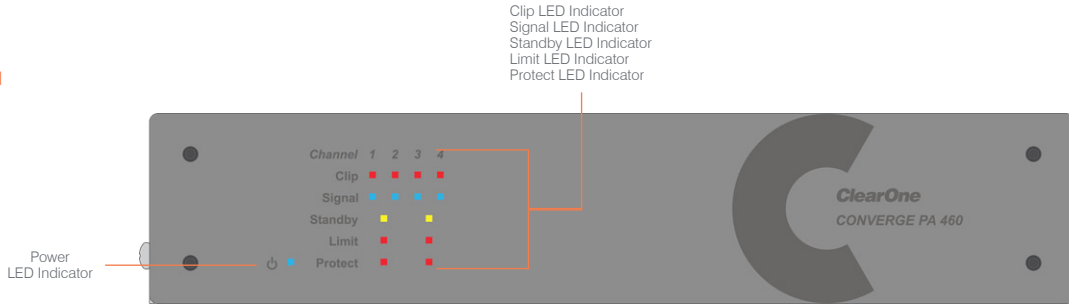 Clip LED Indicator
Signal LED Indicator
Standby LED Indicator
Limit LED Indicator
Protect LED Indicator
Channel 1 2 3 4
Clip
Signal
Standby
Limit
Protect
ClearOne
CONVERGE PA 460
Power
LED Indicator